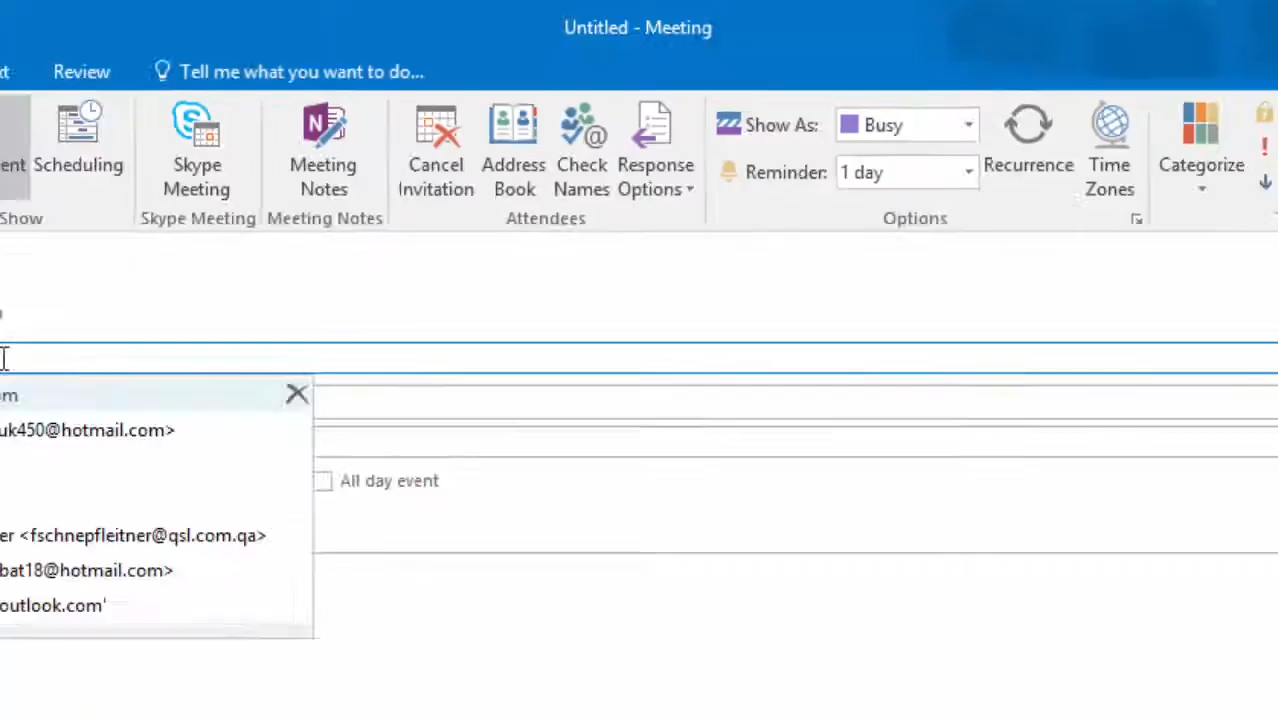 Untitled - Meeting
Review
Tell me what you want to do...
Scheduling
Skype Meeting
Meeting Notes
Cancel Invitation
Address Book
Check Names
Response Options
Show As: Busy
Reminder: 1 day
Recurrence
Time Zones
Categorize
Show
Skype Meeting
Meeting Notes
Attendees
Options
om
uk450@hotmail.com>
All day event
er <fschnepfleitner@qsl.com.qa>
bat18@hotmail.com>
outlook.com'